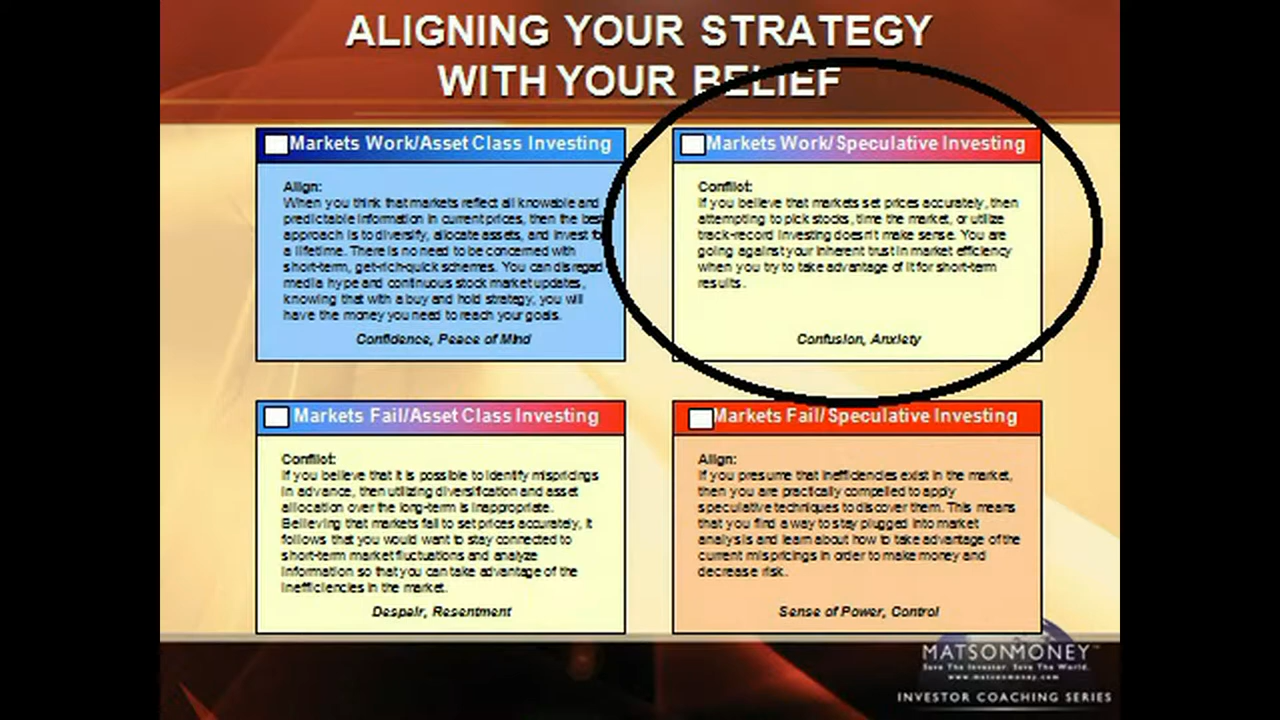 ALIGNING YOUR STRATEGY
WITH YOUR BELIEF
Markets Work/Asset Class Investing
Align:
When you think that markets reflect all knowable and
predictable information in current prices, then the best
approach is to diversify, allocate assets, and invest for
a lifetime. There is no need to be concerned with
short-term, get-rich-quick schemes. You can disregard
media hype and continuous stock market updates,
knowing that with a buy and hold strategy, you will
have the money you need to reach your goals.
Confidence, Peace of Mind
Markets Work/Speculative Investing
Conflict:
If you believe that markets set prices accurately, then
attempting to pick stocks, time the market, or utilize
track-record investing doesn't make sense. You are
going against your inherent trust in market efficiency
when you try to take advantage of it for short-term
results.
Confusion, Anxiety
Markets Fail/Asset Class Investing
Conflict:
If you believe that it is possible to identify mispricings
in advance, then utilizing diversification and asset
allocation over the long-term is inappropriate.
Believing that markets fail to set prices accurately, it
follows that you would want to stay connected to
short-term market fluctuations and analyze
information so that you can take advantage of the
inefficiencies in the market.
Despair, Resentment
Markets Fail/Speculative Investing
Align:
If you presume that inefficiencies exist in the market,
then you are practically compelled to apply
speculative techniques to discover them. This means
that you find a way to stay plugged into market
analysis and learn about how to take advantage of the
current mispricings in order to make money and
decrease risk.
Sense of Power, Control
MATSONMONEY™
Save The Investor. Save The World.
www.matsonmoney.com
INVESTOR COACHING SERIES